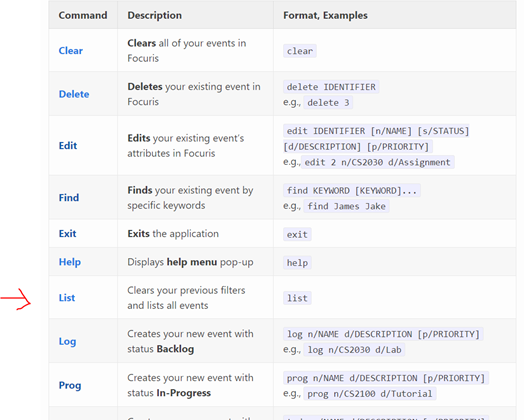 Command Description Format, Examples
Clear Clears all of your events in clear
Focuris
Delete Deletes your existing event in delete IDENTIFIER
Focuris e.g., delete 3
Edit Edits your existing event's edit IDENTIFIER [n/NAME] [s/STATUS]
attributes in Focuris [d/DESCRIPTION] [p/PRIORITY]
e.g., edit 2 n/CS2030 d/Assignment
Find Finds your existing event by find KEYWORD [KEYWORD]...
specific keywords e.g., find James Jake
Exit Exits the application exit
Help Displays help menu pop-up help
List Clears your previous filters list
and lists all events
Log Creates your new event with log n/NAME d/DESCRIPTION [p/PRIORITY]
status Backlog e.g., log n/CS2030 d/Lab
Prog Creates your new event with prog n/NAME d/DESCRIPTION [p/PRIORITY]
status In-Progress e.g., prog n/CS2100 d/Tutorial